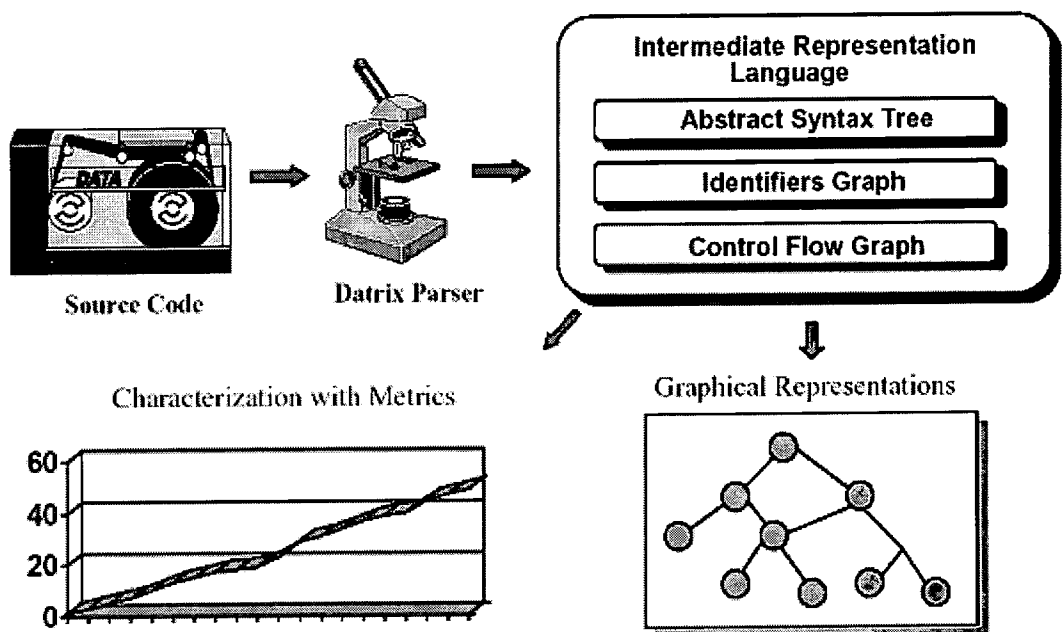 Intermediate Representation
Language
Abstract Syntax Tree
Identifiers Graph
Control Flow Graph
DATA
Source Code
Datrix Parser
Characterization with Metrics
60
40
20
0
Graphical Representations